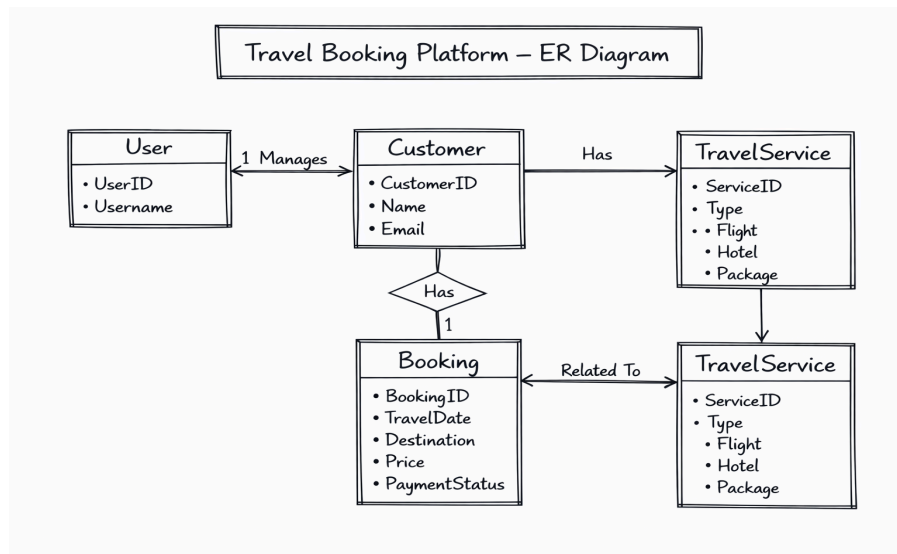 Travel Booking Platform – ER Diagram
User
• UserID
• Username
1 Manages
Customer
• CustomerID
• Name
• Email
Has
TravelService
• ServiceID
• Type
• • Flight
• Hotel
• Package
Has
1
Booking
• BookingID
• TravelDate
• Destination
• Price
• PaymentStatus
Related To
TravelService
• ServiceID
• Type
• Flight
• Hotel
• Package